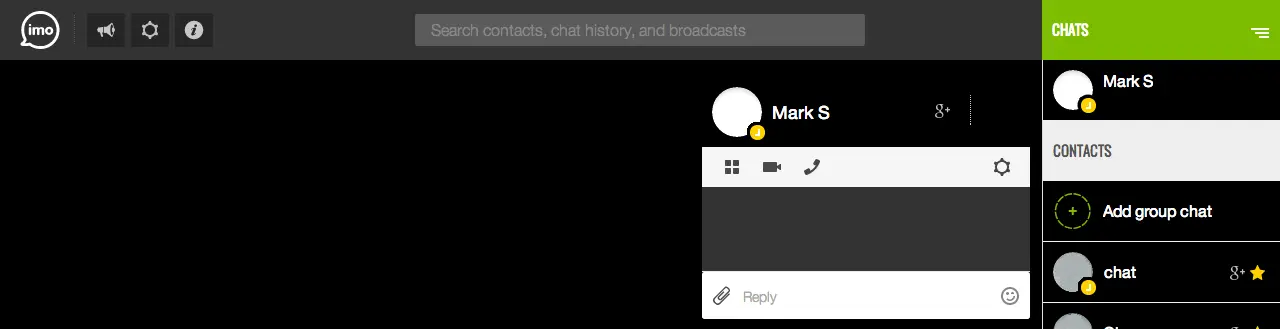 imo
Search contacts, chat history, and broadcasts
CHATS
Mark S
Mark S
g+
Reply
CONTACTS
Add group chat
chat
g+